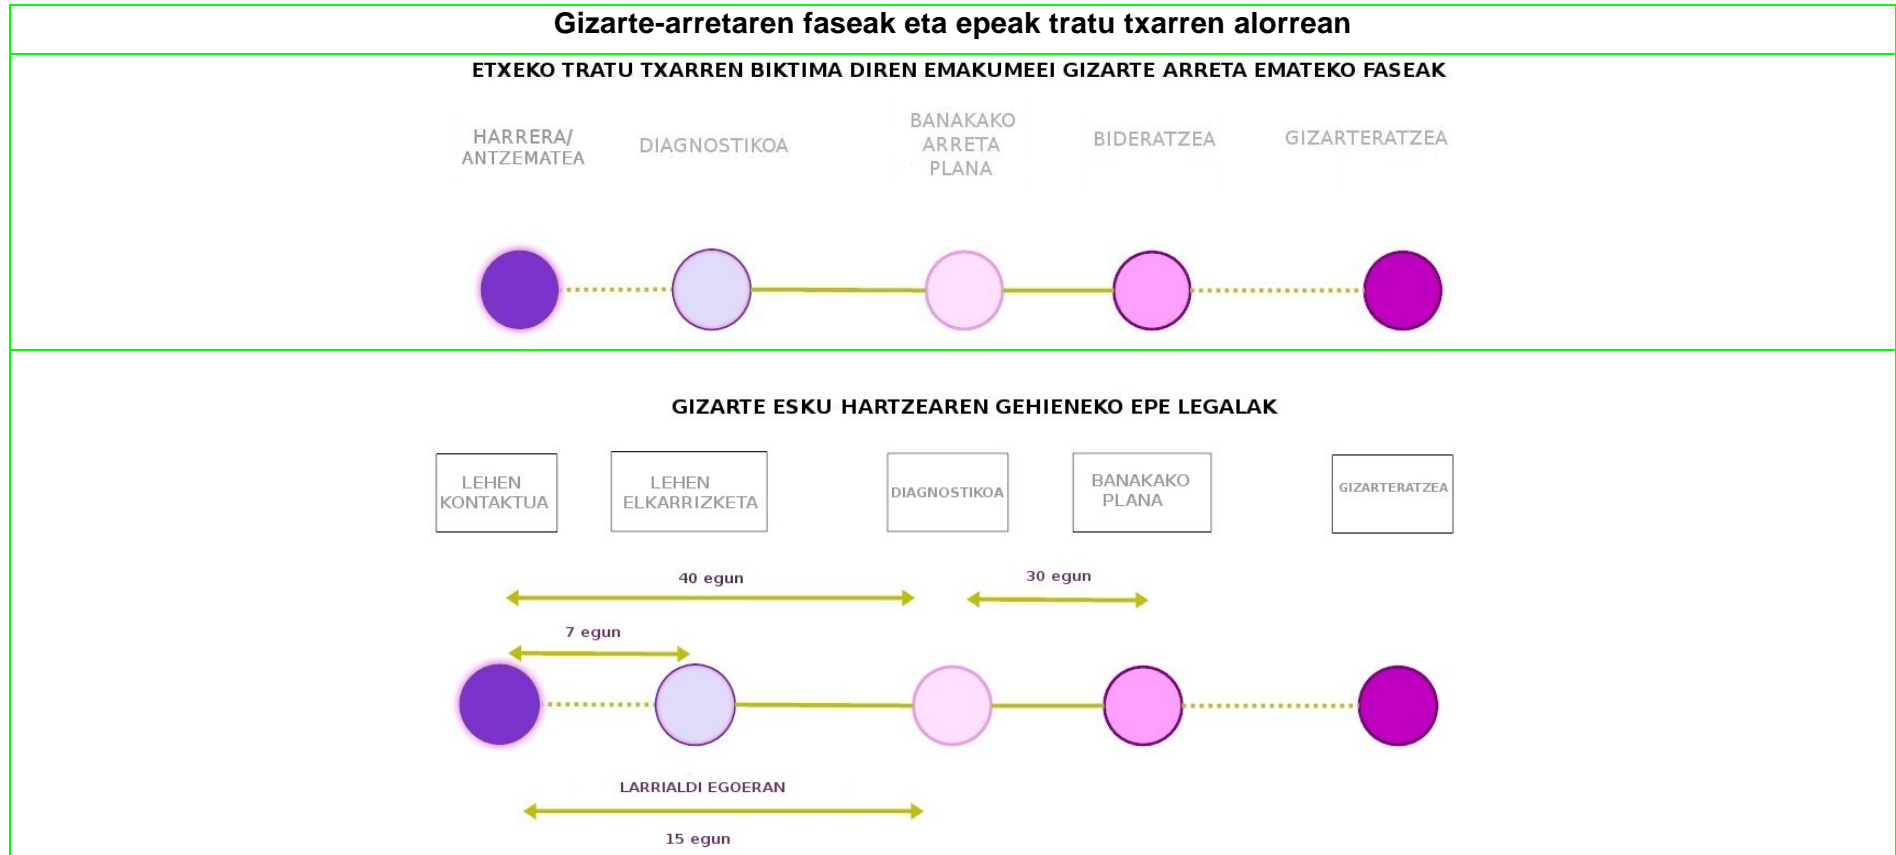 Gizarte-arretaren faseak eta epeak tratu txarren alorrean
ETXEKO TRATU TXARREN BIKTIMA DIREN EMAKUMEEI GIZARTE ARRETA EMATEKO FASEAK
HARRERA/
ANTZEMATEA
DIAGNOSTIKOA
BANAKAKO
ARRETA
PLANA
BIDERATZEA
GIZARTERATZEA
GIZARTE ESKU HARTZEAREN GEHIENEKO EPE LEGALAK
LEHEN
KONTAKTUA
LEHEN
ELKARRIZKETA
DIAGNOSTIKOA
BANAKAKO
PLANA
GIZARTERATZEA
40 egun
30 egun
7 egun
LARRIALDI EGOERAN
15 egun